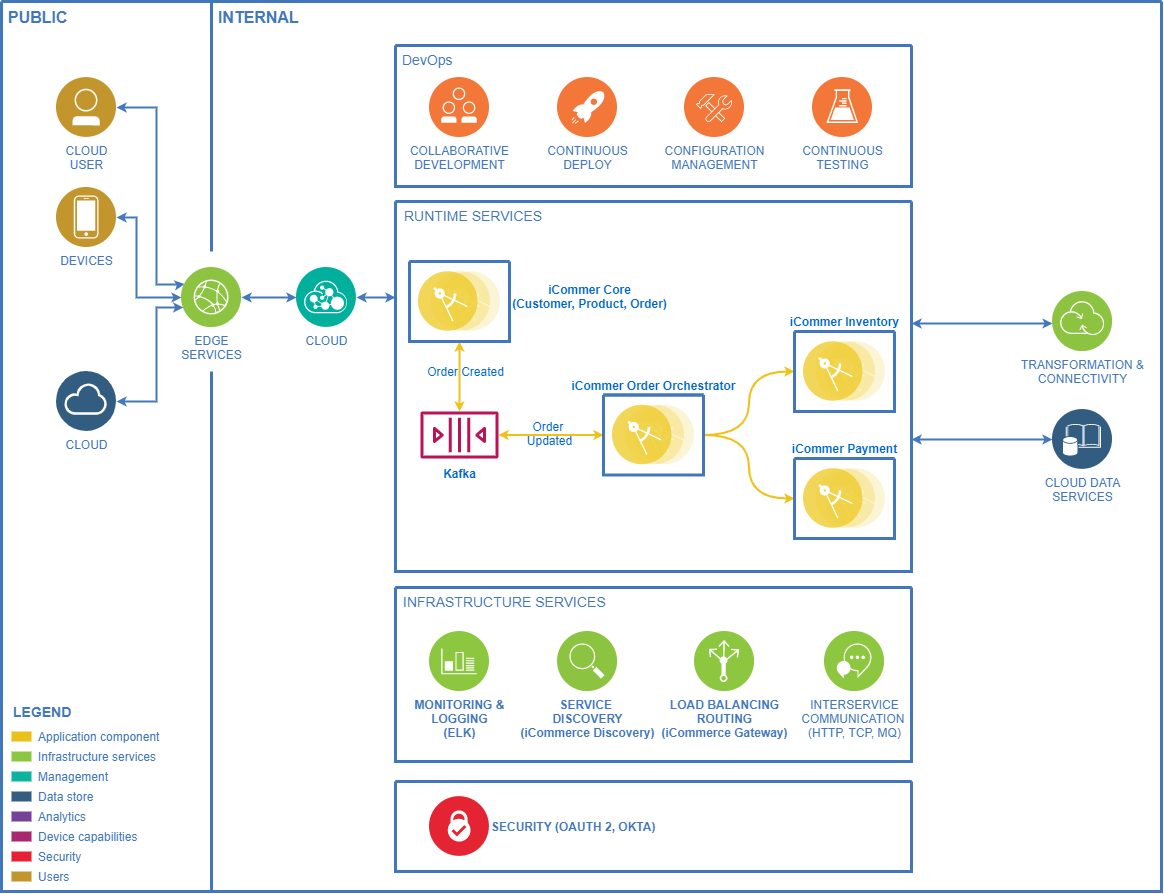 PUBLIC
INTERNAL
DevOps
CLOUD
USER
COLLABORATIVE
DEVELOPMENT
CONTINUOUS
DEPLOY
CONFIGURATION
MANAGEMENT
CONTINUOUS
TESTING
DEVICES
EDGE
SERVICES
CLOUD
CLOUD
RUNTIME SERVICES
iCommer Core
(Customer, Product, Order)
Order Created
Kafka
Order
Updated
iCommer Order Orchestrator
iCommer Inventory
iCommer Payment
TRANSFORMATION &
CONNECTIVITY
CLOUD DATA
SERVICES
INFRASTRUCTURE SERVICES
MONITORING &
LOGGING
(ELK)
SERVICE
DISCOVERY
(iCommerce Discovery)
LOAD BALANCING
ROUTING
(iCommerce Gateway)
INTERSERVICE
COMMUNICATION
(HTTP, TCP, MQ)
SECURITY (OAUTH 2, OKTA)
LEGEND
Application component
Infrastructure services
Management
Data store
Analytics
Device capabilities
Security
Users